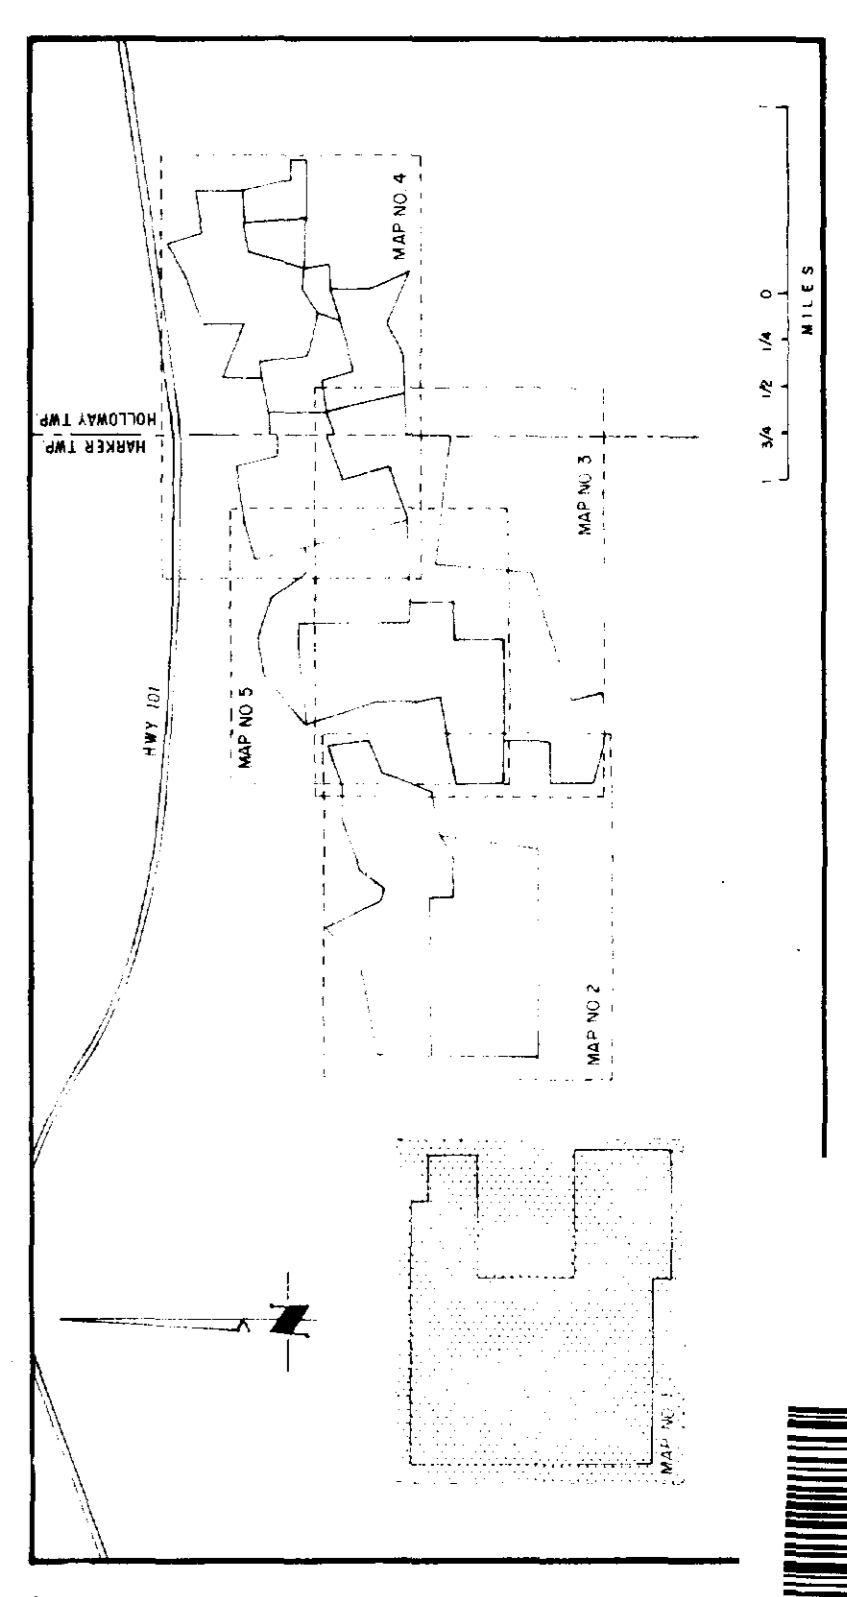 HWY 101
HARKER TWP.
HOLLOWAY TWP.
MAP NO. 1
MAP NO 2
MAP NO 5
MAP NO 3
MAP NO. 4
1 3/4 1/2 1/4 0 1
MILES
N